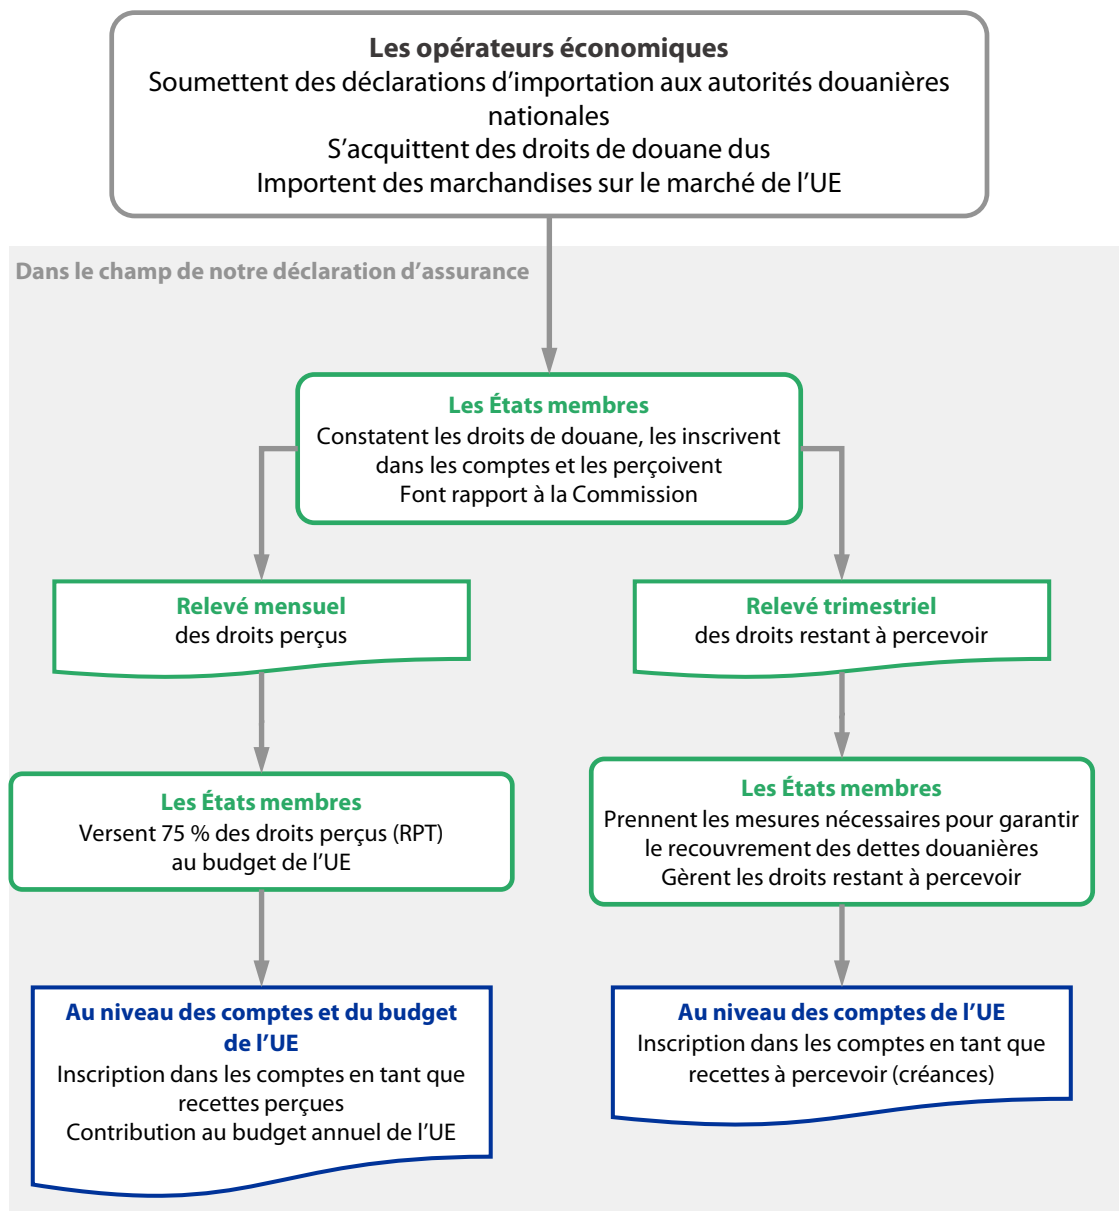 Les opérateurs économiques
Soumettent des déclarations d’importation aux autorités douanières
nationales
S’acquittent des droits de douane dus
Importent des marchandises sur le marché de l’UE
Dans le champ de notre déclaration d’assurance
Les États membres
Constatent les droits de douane, les inscrivent
dans les comptes et les perçoivent
Font rapport à la Commission
Relevé mensuel
des droits perçus
Relevé trimestriel
des droits restant à percevoir
Les États membres
Versent 75 % des droits perçus (RPT)
au budget de l’UE
Les États membres
Prennent les mesures nécessaires pour garantir
le recouvrement des dettes douanières
Gèrent les droits restant à percevoir
Au niveau des comptes et du budget
de l’UE
Inscription dans les comptes en tant que
recettes perçues
Contribution au budget annuel de l’UE
Au niveau des comptes de l’UE
Inscription dans les comptes en tant que
recettes à percevoir (créances)